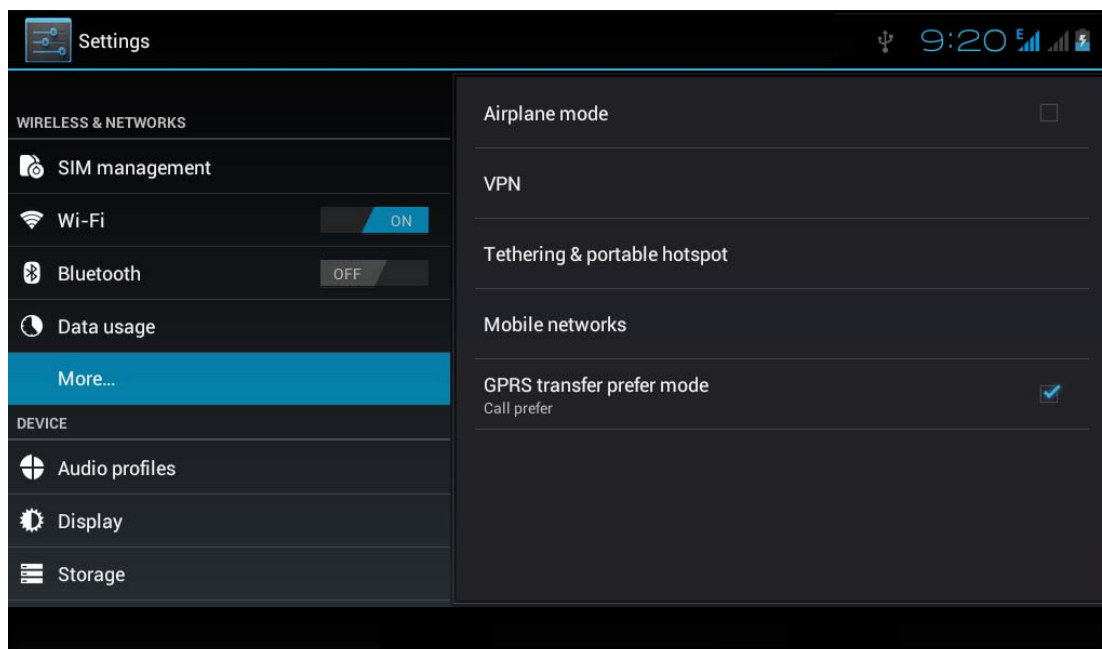 Settings
9:20 E
WIRELESS & NETWORKS
SIM management
Wi-Fi ON
Bluetooth OFF
Data usage
More...
DEVICE
Audio profiles
Display
Storage
Airplane mode
VPN
Tethering & portable hotspot
Mobile networks
GPRS transfer prefer mode
Call prefer